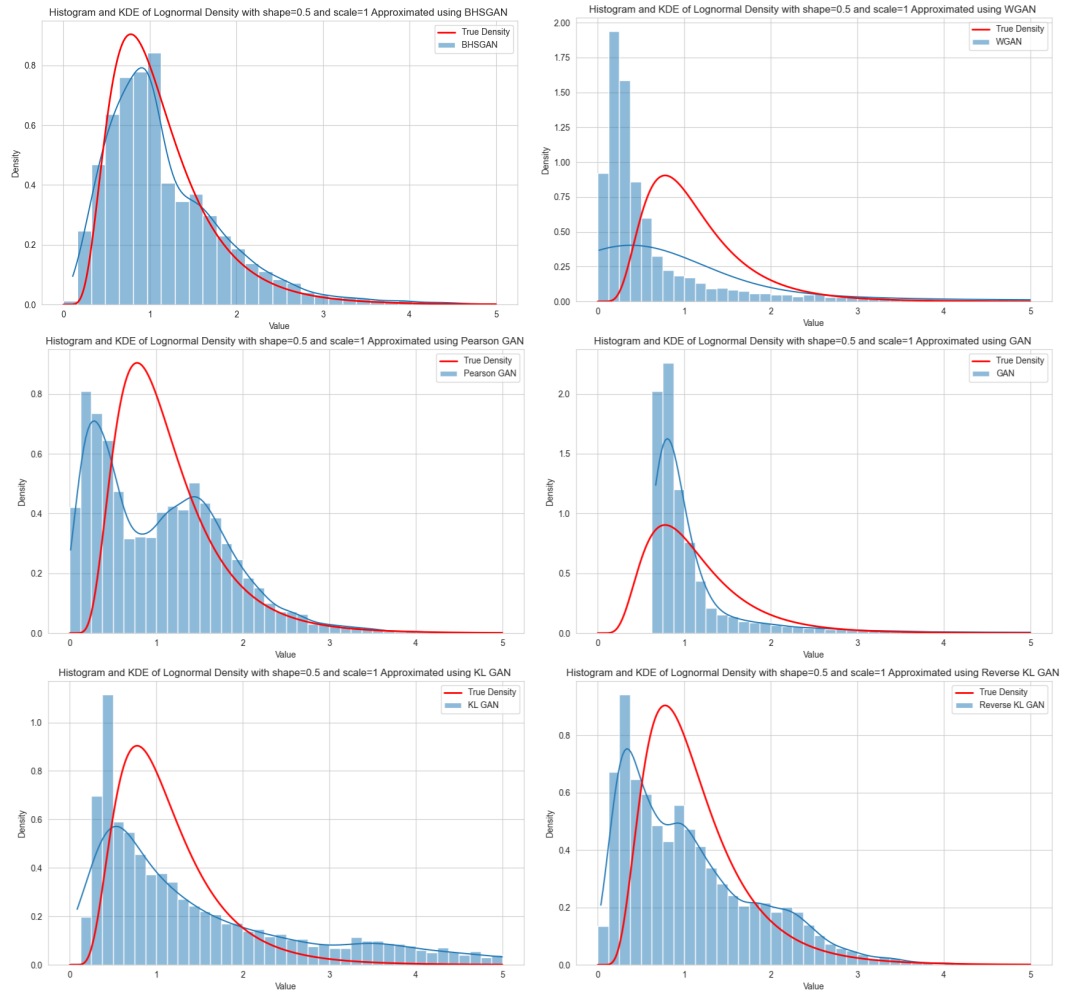 Histogram and KDE of Lognormal Density with shape=0.5 and scale=1 Approximated using BHSGAN
True Density
BHSGAN
Density
0.8
0.6
0.4
0.2
0.0
0 1 2 3 4 5
Value
Histogram and KDE of Lognormal Density with shape=0.5 and scale=1 Approximated using WGAN
True Density
WGAN
Density
2.00
1.75
1.50
1.25
1.00
0.75
0.50
0.25
0.00
0 1 2 3 4 5
Value
Histogram and KDE of Lognormal Density with shape=0.5 and scale=1 Approximated using Pearson GAN
True Density
Pearson GAN
Density
0.8
0.6
0.4
0.2
0.0
0 1 2 3 4 5
Value
Histogram and KDE of Lognormal Density with shape=0.5 and scale=1 Approximated using GAN
True Density
GAN
Density
2.0
1.5
1.0
0.5
0.0
0 1 2 3 4 5
Value
Histogram and KDE of Lognormal Density with shape=0.5 and scale=1 Approximated using KL GAN
True Density
KL GAN
Density
1.0
0.8
0.6
0.4
0.2
0.0
0 1 2 3 4 5
Value
Histogram and KDE of Lognormal Density with shape=0.5 and scale=1 Approximated using Reverse KL GAN
True Density
Reverse KL GAN
Density
0.8
0.6
0.4
0.2
0.0
0 1 2 3 4 5
Value